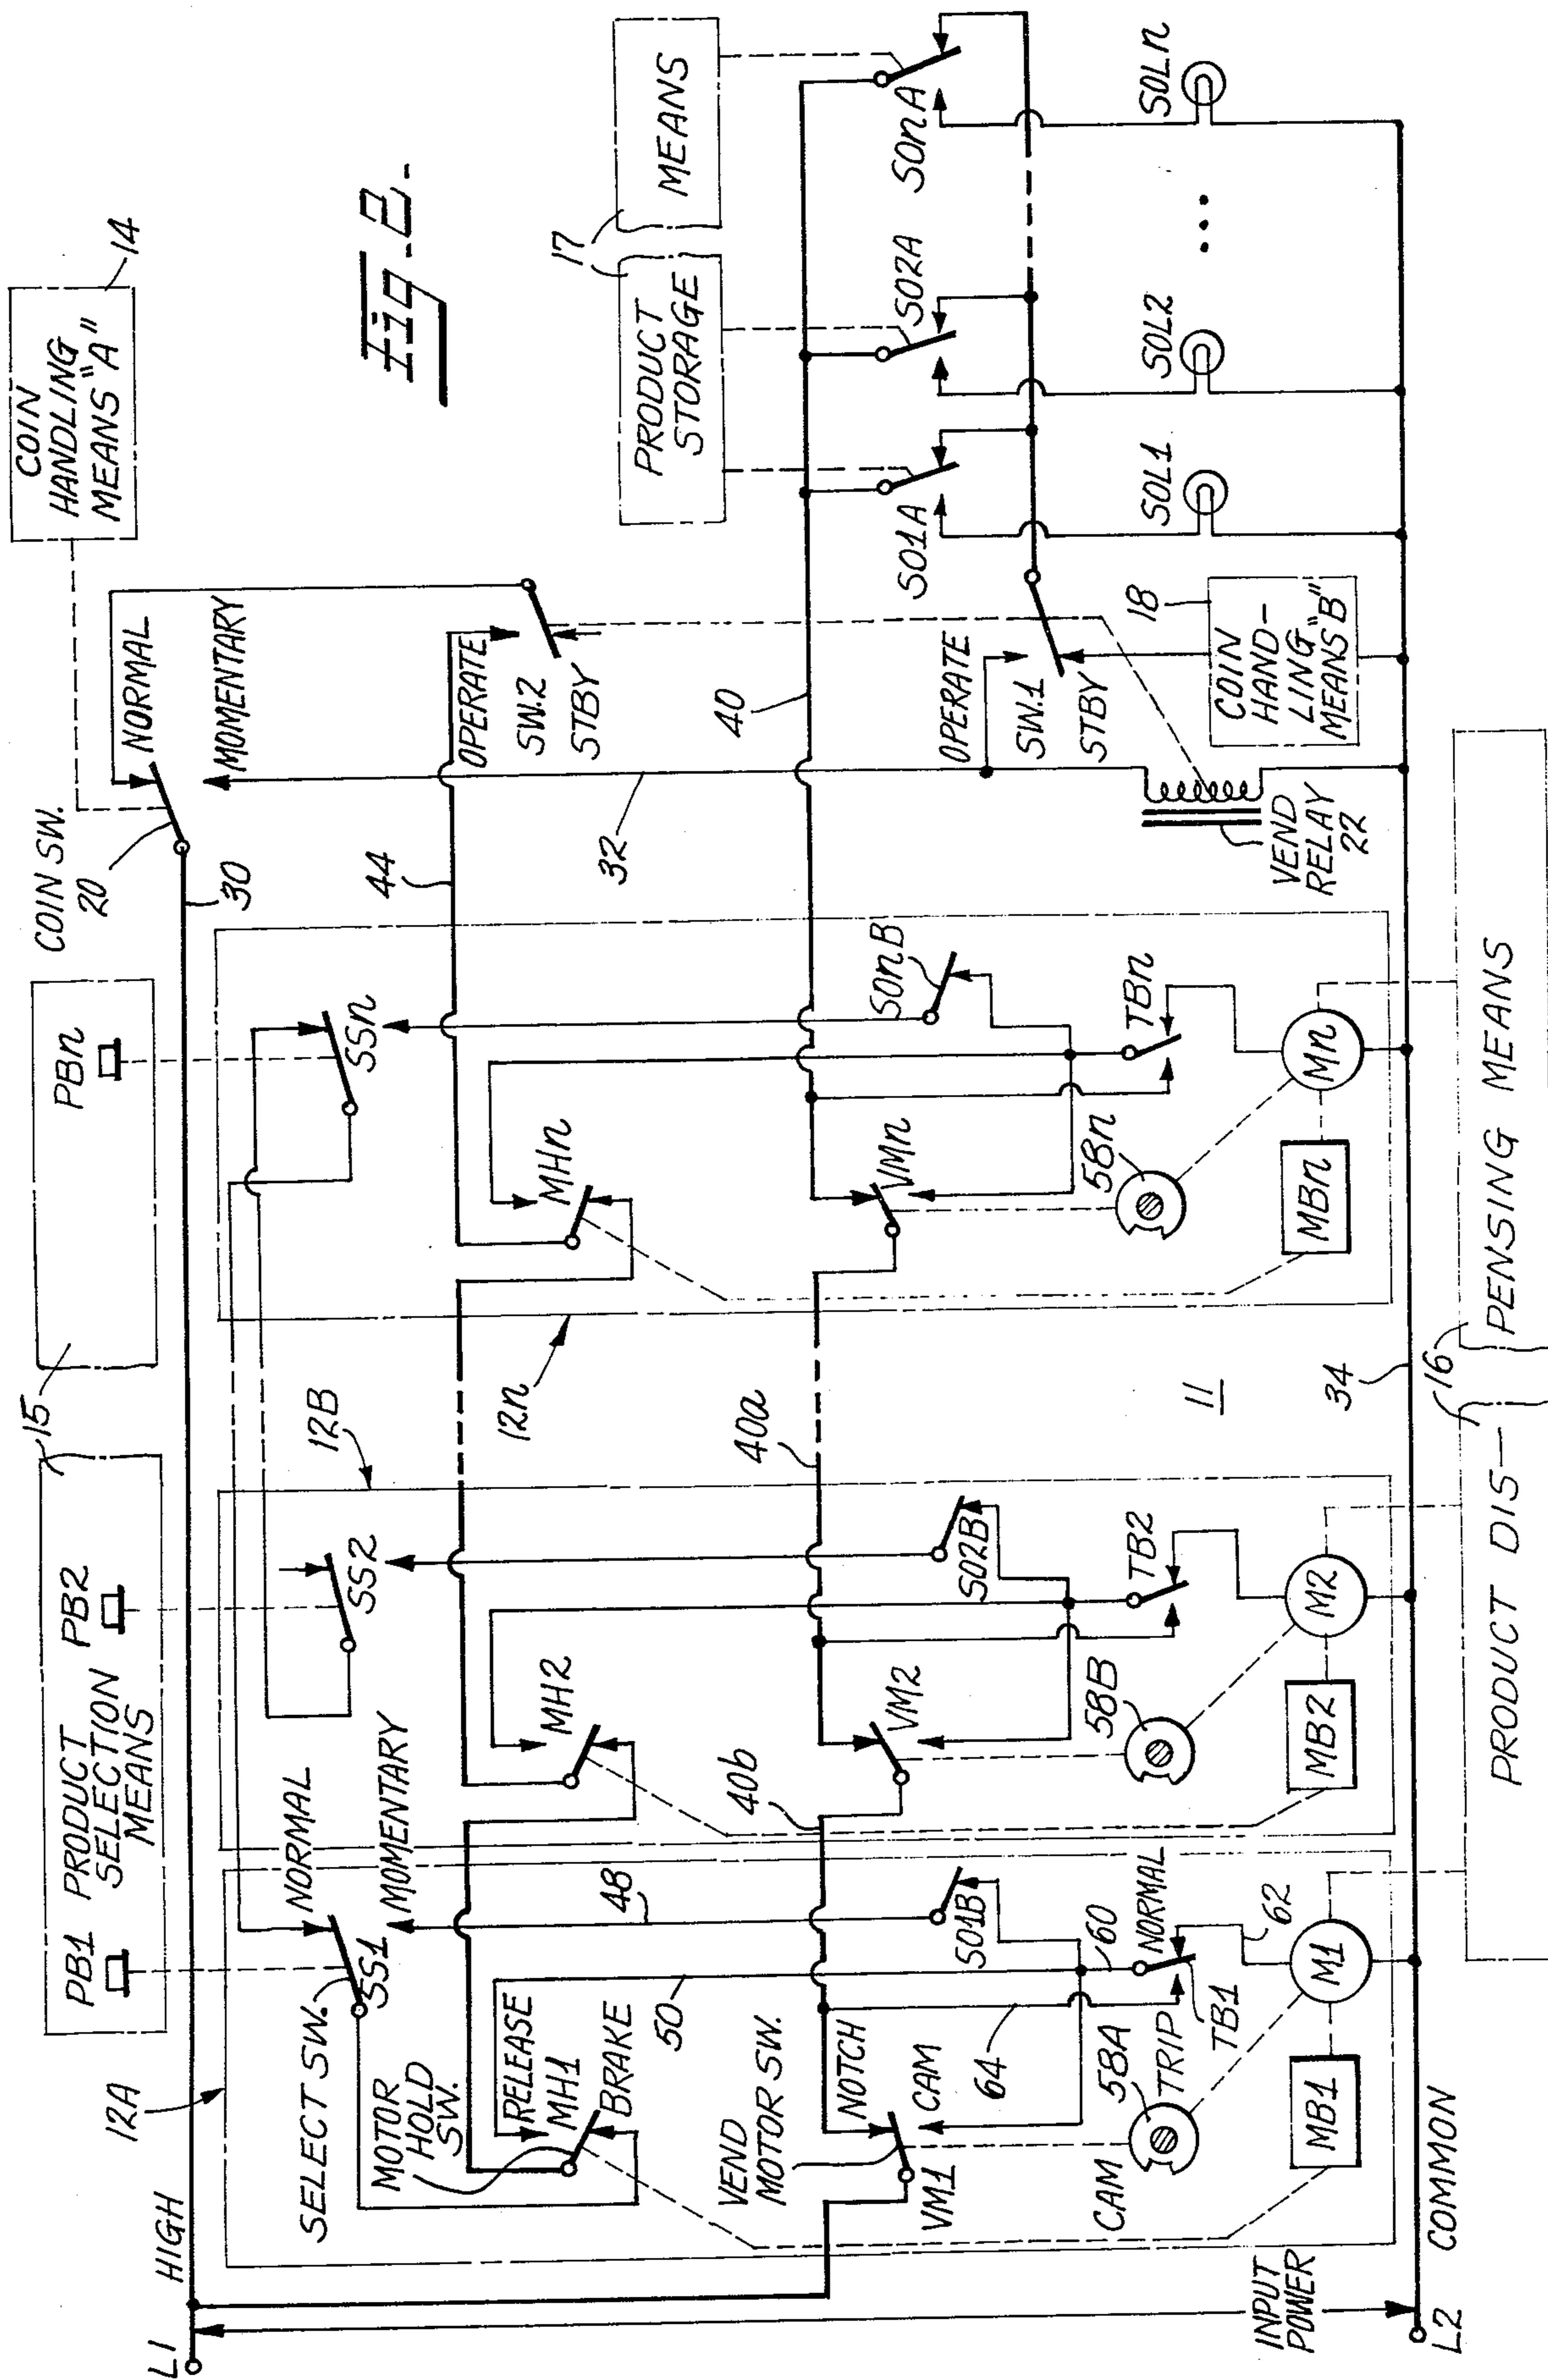 Fig. 2.
COIN
HANDLING
MEANS "A"
14
15
PB1
PRODUCT
SELECTION
MEANS
PB2
PBn
COIN SW.
20
NORMAL
MOMENTARY
L1
HIGH
30
12A
12B
12n
SELECT SW.
SS1
NORMAL
MOMENTARY
SS2
SSn
MOTOR
HOLD
SW.
RELEASE
MH1
BRAKE
MH2
MHn
44
OPERATE
SW.2
STBY
17
PRODUCT
STORAGE
MEANS
48
50
32
40
40a
40b
VEND
MOTOR SW.
NOTCH
VM1
CAM
VM2
VMn
SO1B
SO2B
SOnB
SO1A
SO2A
SOnA
OPERATE
SW.1
STBY
60
64
62
NORMAL
TRIP
TB1
TB2
TBn
CAM
58A
58B
58n
M1
M2
Mn
MB1
MB2
MBn
VEND
RELAY
22
18
COIN
HAND-
LING
MEANS "B"
SOL1
SOL2
...
SOLn
11
34
INPUT
POWER
L2
COMMON
16
PRODUCT DIS-
PENSING MEANS